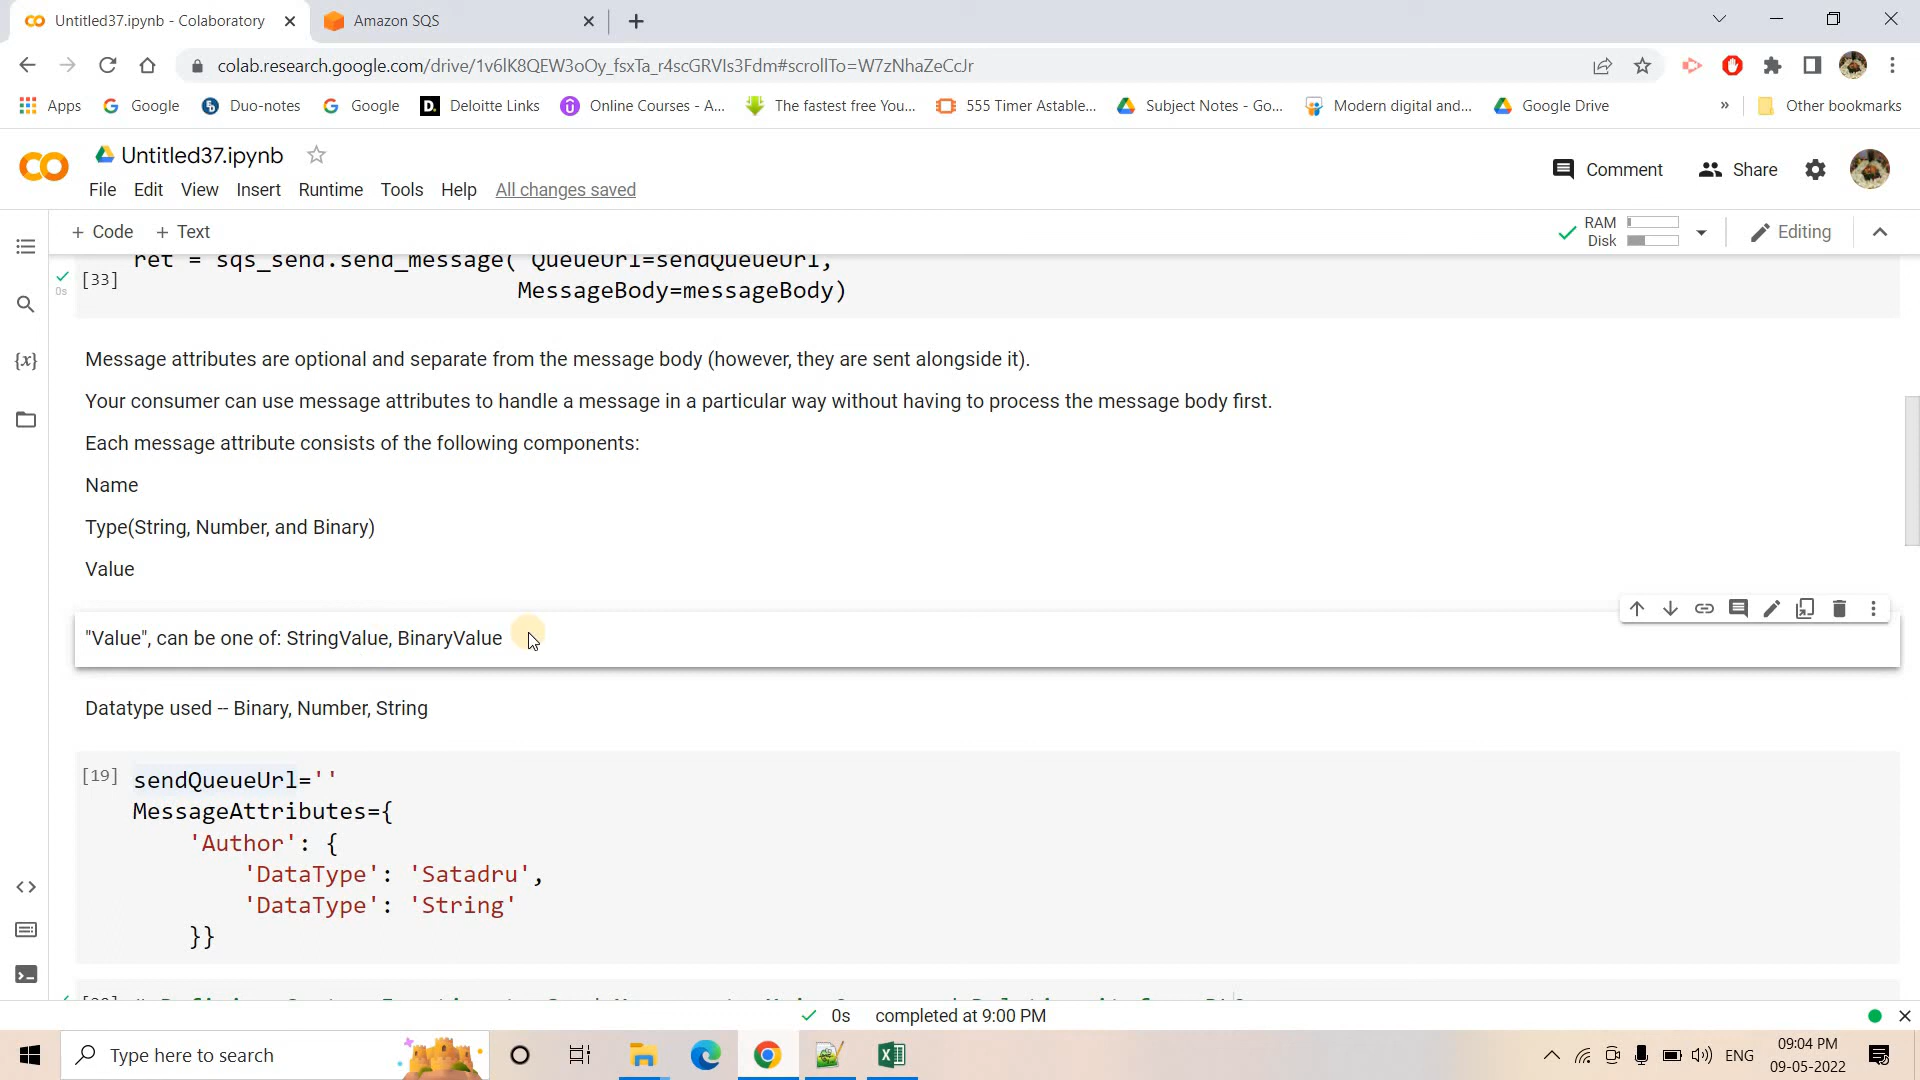 Untitled37.ipynb - Colaboratory
Amazon SQS
colab.research.google.com/drive/1v6lK8QEW3oOy_fsxTa_r4scGRVIs3Fdm#scrollTo=W7zNhaZeCcJr
Apps
Google
Duo-notes
Google
D.
Deloitte Links
Online Courses - A...
The fastest free You...
555 Timer Astable...
Subject Notes - Go...
Modern digital and...
Google Drive
»
Other bookmarks
Untitled37.ipynb
Comment
Share
File Edit View Insert Runtime Tools Help All changes saved
+ Code + Text
RAM
Disk
Editing
ret = sqs_send.send_message( QueueUrl=sendQueueUrl,
[33]
0s
MessageBody=messageBody)
Message attributes are optional and separate from the message body (however, they are sent alongside it).
Your consumer can use message attributes to handle a message in a particular way without having to process the message body first.
Each message attribute consists of the following components:
Name
Type(String, Number, and Binary)
Value
"Value", can be one of: StringValue, BinaryValue
Datatype used -- Binary, Number, String
[19] sendQueueUrl=''
MessageAttributes={
'Author': {
'DataType': 'Satadru',
'DataType': 'String'
}}
0s completed at 9:00 PM
Type here to search
ENG
09:04 PM
09-05-2022